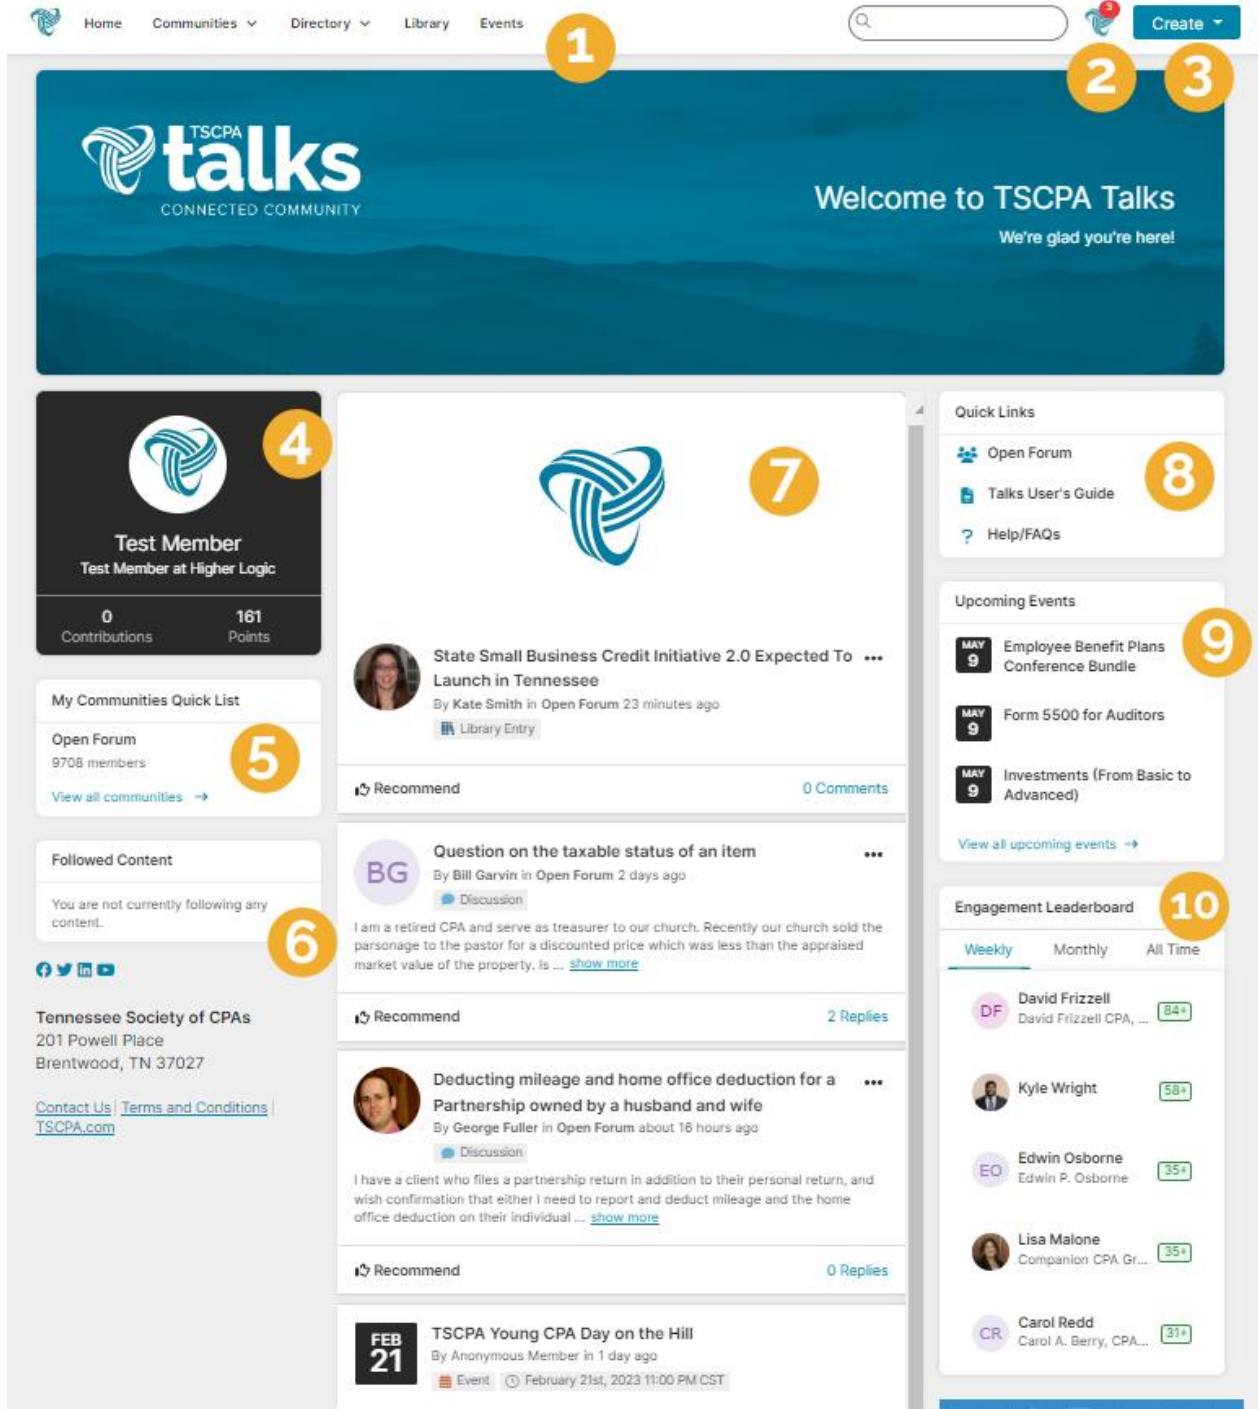 Home Communities Directory Library Events
1
3
Create
2
3
TSCPA
talks
CONNECTED COMMUNITY
Welcome to TSCPA Talks
We're glad you're here!
4
Test Member
Test Member at Higher Logic
0
Contributions
161
Points
My Communities Quick List
Open Forum
9708 members
5
View all communities →
Followed Content
You are not currently following any
content.
6
Tennessee Society of CPAs
201 Powell Place
Brentwood, TN 37027
Contact Us | Terms and Conditions |
TSCPA.com
7
State Small Business Credit Initiative 2.0 Expected To •••
Launch in Tennessee
By Kate Smith in Open Forum 23 minutes ago
Library Entry
Recommend 0 Comments
BG
Question on the taxable status of an item •••
By Bill Garvin in Open Forum 2 days ago
Discussion
I am a retired CPA and serve as treasurer to our church. Recently our church sold the
parsonage to the pastor for a discounted price which was less than the appraised
market value of the property. Is ... show more
Recommend 2 Replies
Deducting mileage and home office deduction for a •••
Partnership owned by a husband and wife
By George Fuller in Open Forum about 16 hours ago
Discussion
I have a client who files a partnership return in addition to their personal return, and
wish confirmation that either I need to report and deduct mileage and the home
office deduction on their individual ... show more
Recommend 0 Replies
FEB
21
TSCPA Young CPA Day on the Hill
By Anonymous Member in 1 day ago
Event February 21st, 2023 11:00 PM CST
Quick Links
Open Forum
Talks User's Guide
? Help/FAQs
8
Upcoming Events
9
MAY
9
Employee Benefit Plans
Conference Bundle
MAY
9
Form 5500 for Auditors
MAY
9
Investments (From Basic to
Advanced)
View all upcoming events →
Engagement Leaderboard
10
Weekly Monthly All Time
DF
David Frizzell
David Frizzell CPA, ...
84+
Kyle Wright
58+
EO
Edwin Osborne
Edwin P. Osborne
35+
Lisa Malone
Companion CPA Gr...
35+
CR
Carol Redd
Carol A. Berry, CPA...
31+